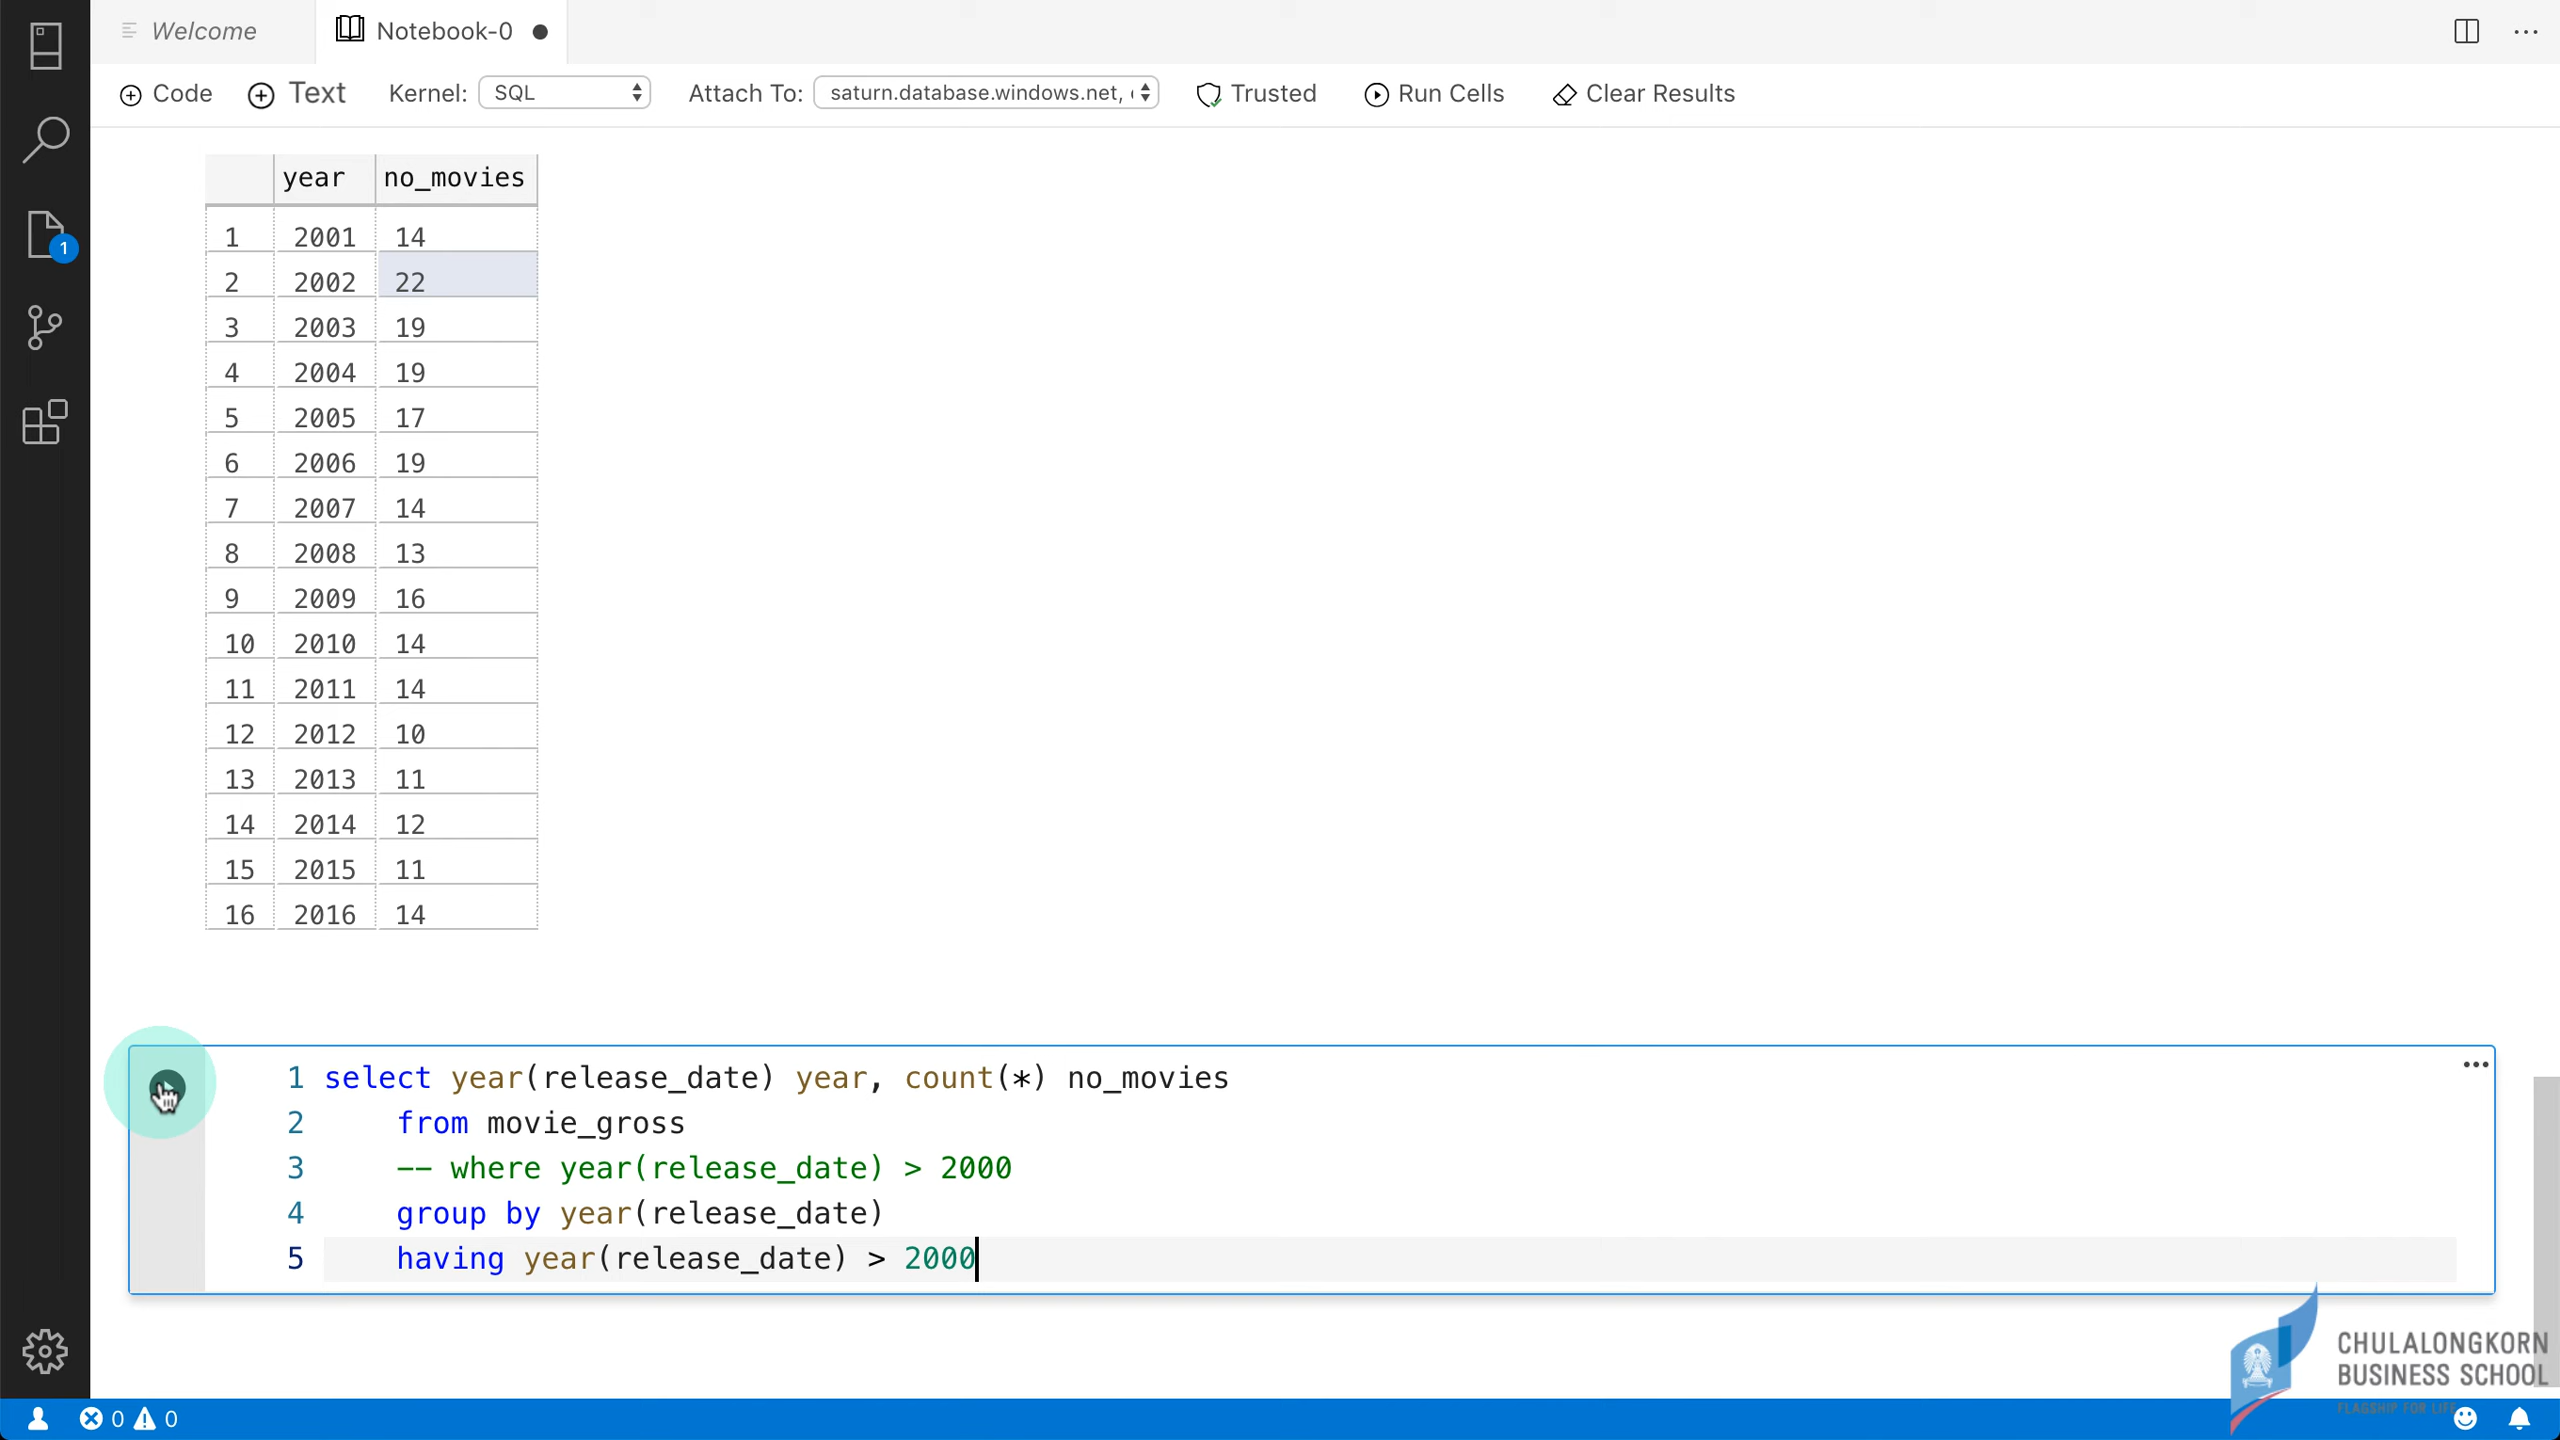 Welcome
Notebook-0
Code Text Kernel: SQL Attach To: saturn.database.windows.net, Trusted Run Cells Clear Results
1
year no_movies
1 2001 14
2 2002 22
3 2003 19
4 2004 19
5 2005 17
6 2006 19
7 2007 14
8 2008 13
9 2009 16
10 2010 14
11 2011 14
12 2012 10
13 2013 11
14 2014 12
15 2015 11
16 2016 14
1 select year(release_date) year, count(*) no_movies
2 from movie_gross
3 -- where year(release_date) > 2000
4 group by year(release_date)
5 having year(release_date) > 2000
CHULALONGKORN
BUSINESS SCHOOL
FLAGSHIP FOR LIFE
0 0